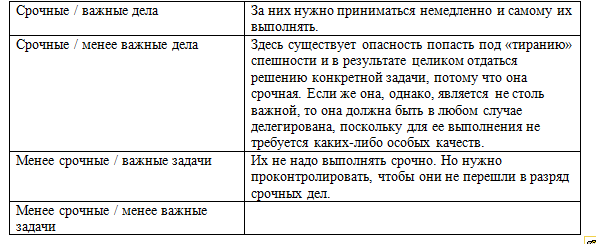 Срочные / важные дела
За них нужно приниматься немедленно и самому их
выполнять.
Срочные / менее важные дела
Здесь существует опасность попасть под «тиранию»
спешности и в результате целиком отдаться
решению конкретной задачи, потому что она
срочная. Если же она, однако, является не столь
важной, то она должна быть в любом случае
делегирована, поскольку для ее выполнения не
требуется каких-либо особых качеств.
Менее срочные / важные задачи
Их не надо выполнять срочно. Но нужно
проконтролировать, чтобы они не перешли в разряд
срочных дел.
Менее срочные / менее важные
задачи